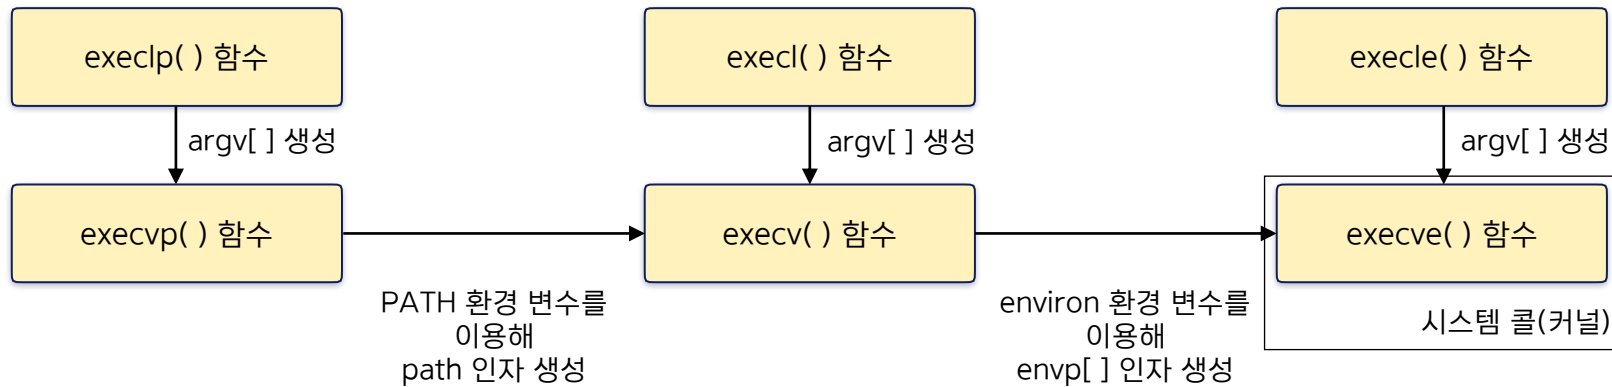 execlp( ) 함수
execl( ) 함수
execle( ) 함수
argv[ ] 생성
argv[ ] 생성
argv[ ] 생성
execvp( ) 함수
execv( ) 함수
execve( ) 함수
PATH 환경 변수를
이용해
path 인자 생성
environ 환경 변수를
이용해
envp[ ] 인자 생성
시스템 콜(커널)